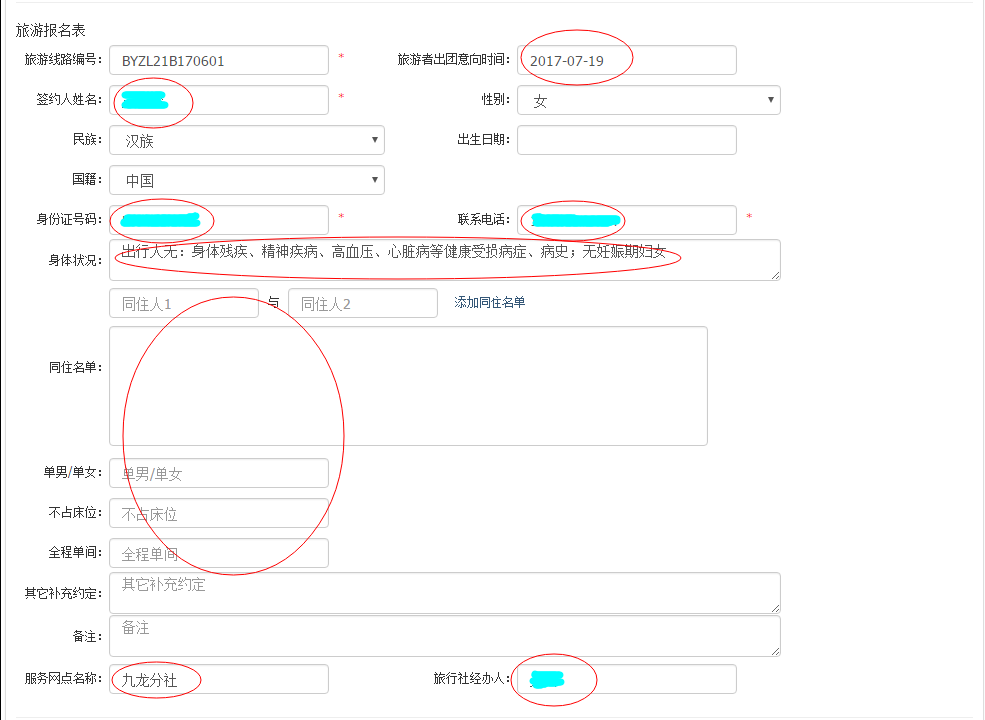 旅游报名表
旅游线路编号： BYZL21B170601 * 旅游者出团意向时间： 2017-07-19
签约人姓名： * 性别： 女
民族： 汉族 出生日期：
国籍： 中国
身份证号码： * 联系电话： *
身体状况： 出行人无：身体残疾、精神疾病、高血压、心脏病等健康受损病症、病史；无妊娠期妇女
同住人1 与 同住人2 添加同住名单
同住名单：
单男/单女： 单男/单女
不占床位： 不占床位
全程单间： 全程单间
其它补充约定： 其它补充约定
备注： 备注
服务网点名称： 九龙分社 旅行社经办人：